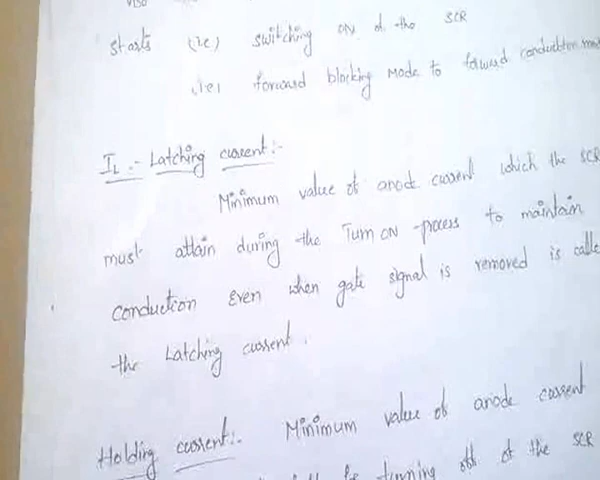 starts (ie) switching ON of the SCR
(ie) forward blocking mode to forward conduction
IL :- Latching current :-
Minimum value of anode current which the SCR
must attain during the Turn ON process to maintain
conduction even when gate signal is removed is calle
the Latching current.
Holding current :- Minimum value of anode current
turning off of the SCR